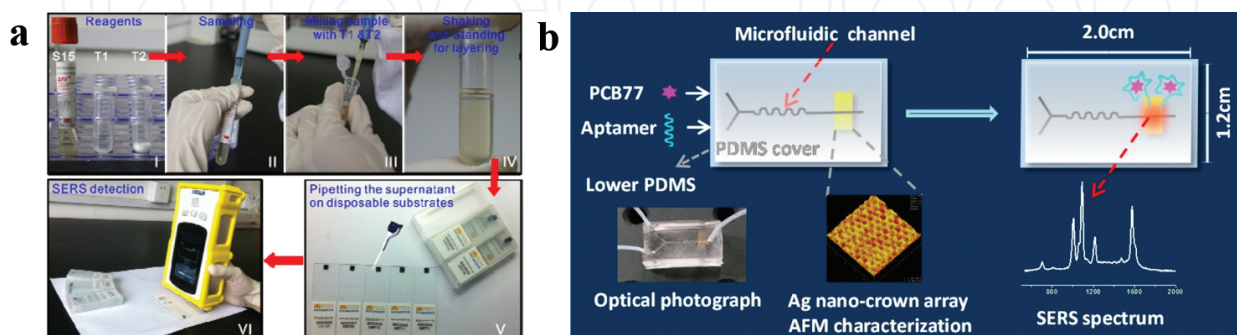 a
Reagents
S15 T1 T2
I
Sampling
II
Mixing sample
with T1 &T2
III
Shaking
and Standing
for layering
IV
SERS detection
VI
Pipetting the supernatant
on disposable substrates
V
b
Microfluidic channel
PCB77
Aptamer
PDMS cover
Lower PDMS
Optical photograph
Ag nano-crown array
AFM characterization
2.0cm
1.2cm
800 1200 1600 2000
SERS spectrum